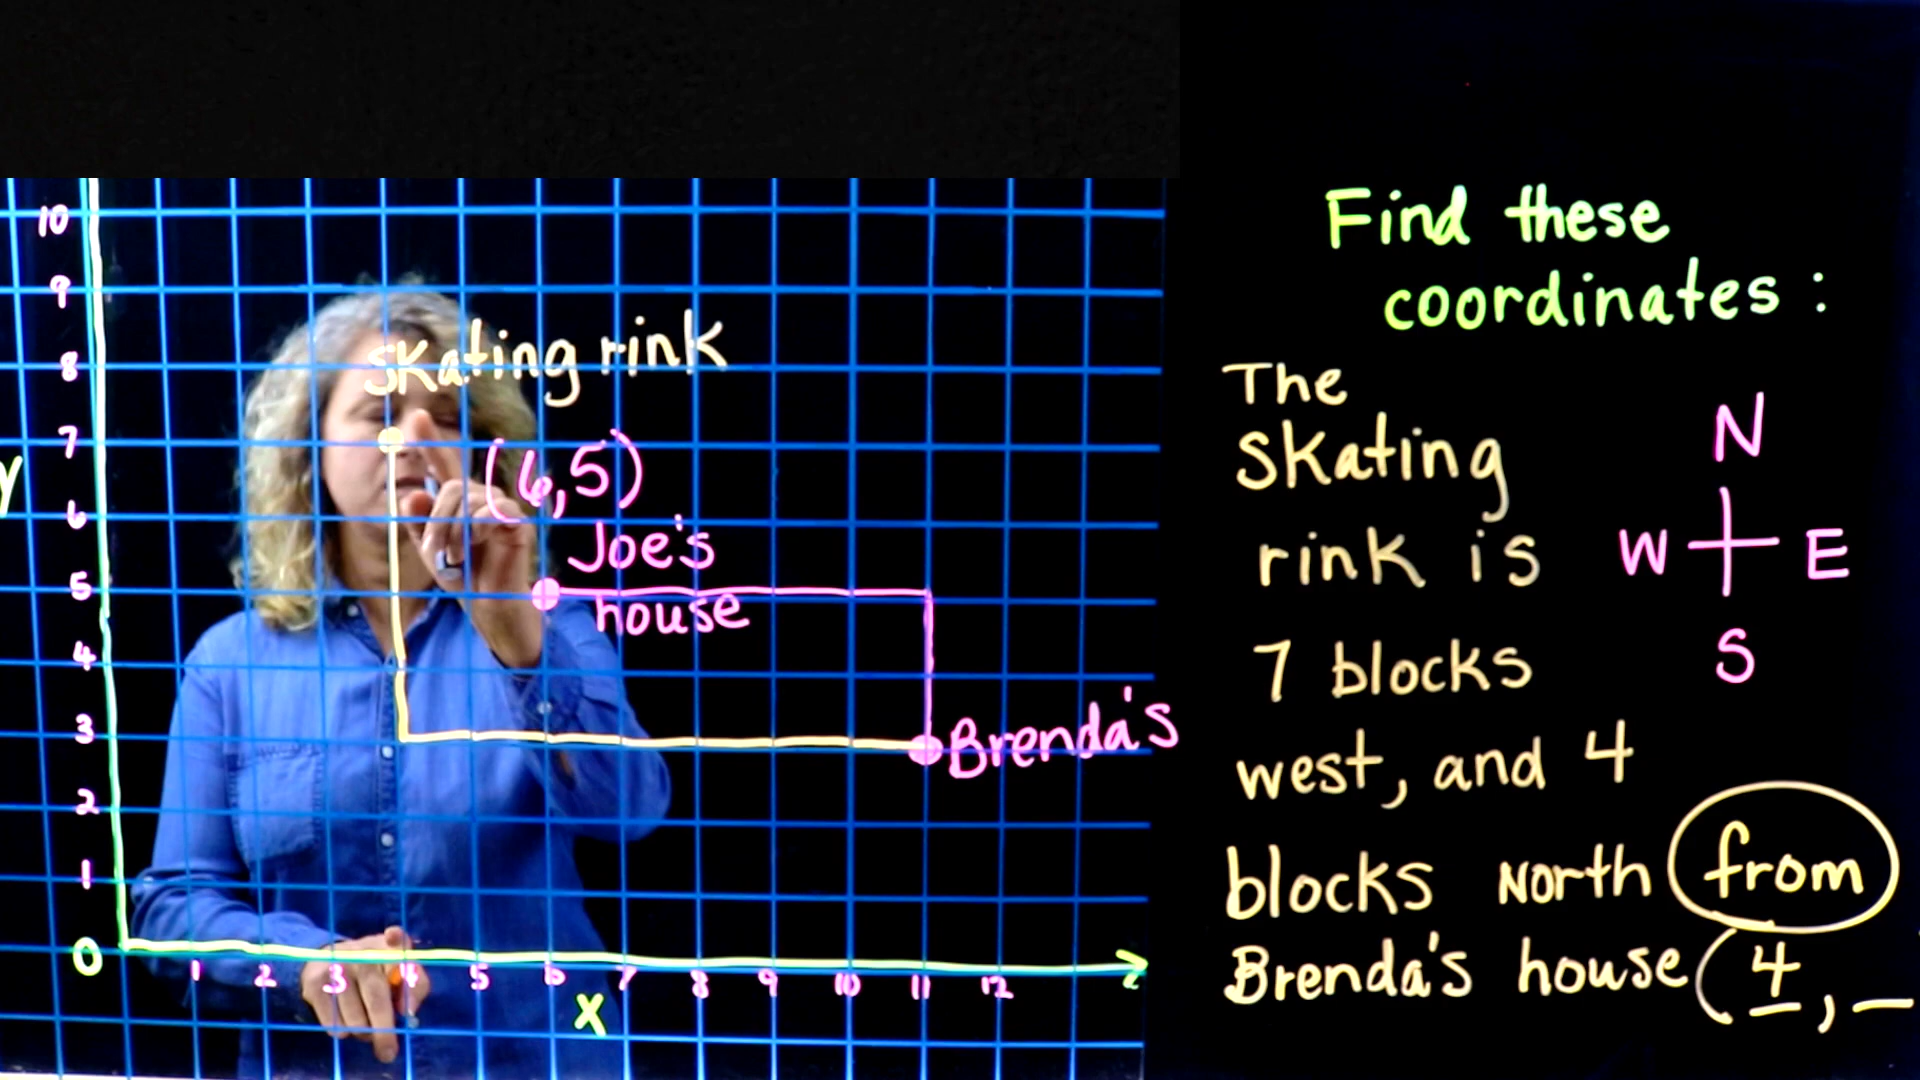 10
9
8
7
6
5
4
3
2
1
0
y
1 2 3 4 5 6 7 8 9 10 11 12
x
Skating rink
(6,5)
Joe's
house
Brenda's
Find these
coordinates:
The
Skating
rink is
7 blocks
west, and 4
blocks North from
Brenda's house (4, _
N
W E
S